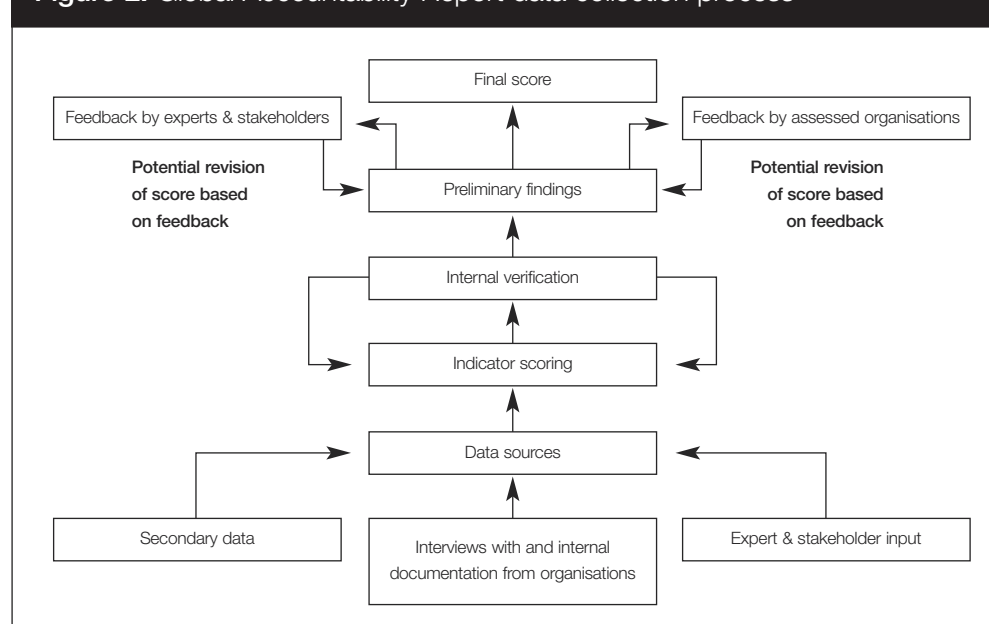 Figure 2. Global Accountability Report data collection process
Final score
Feedback by experts & stakeholders
Feedback by assessed organisations
Potential revision
of score based
on feedback
Potential revision
of score based
on feedback
Preliminary findings
Internal verification
Indicator scoring
Data sources
Secondary data
Interviews with and internal
documentation from organisations
Expert & stakeholder input